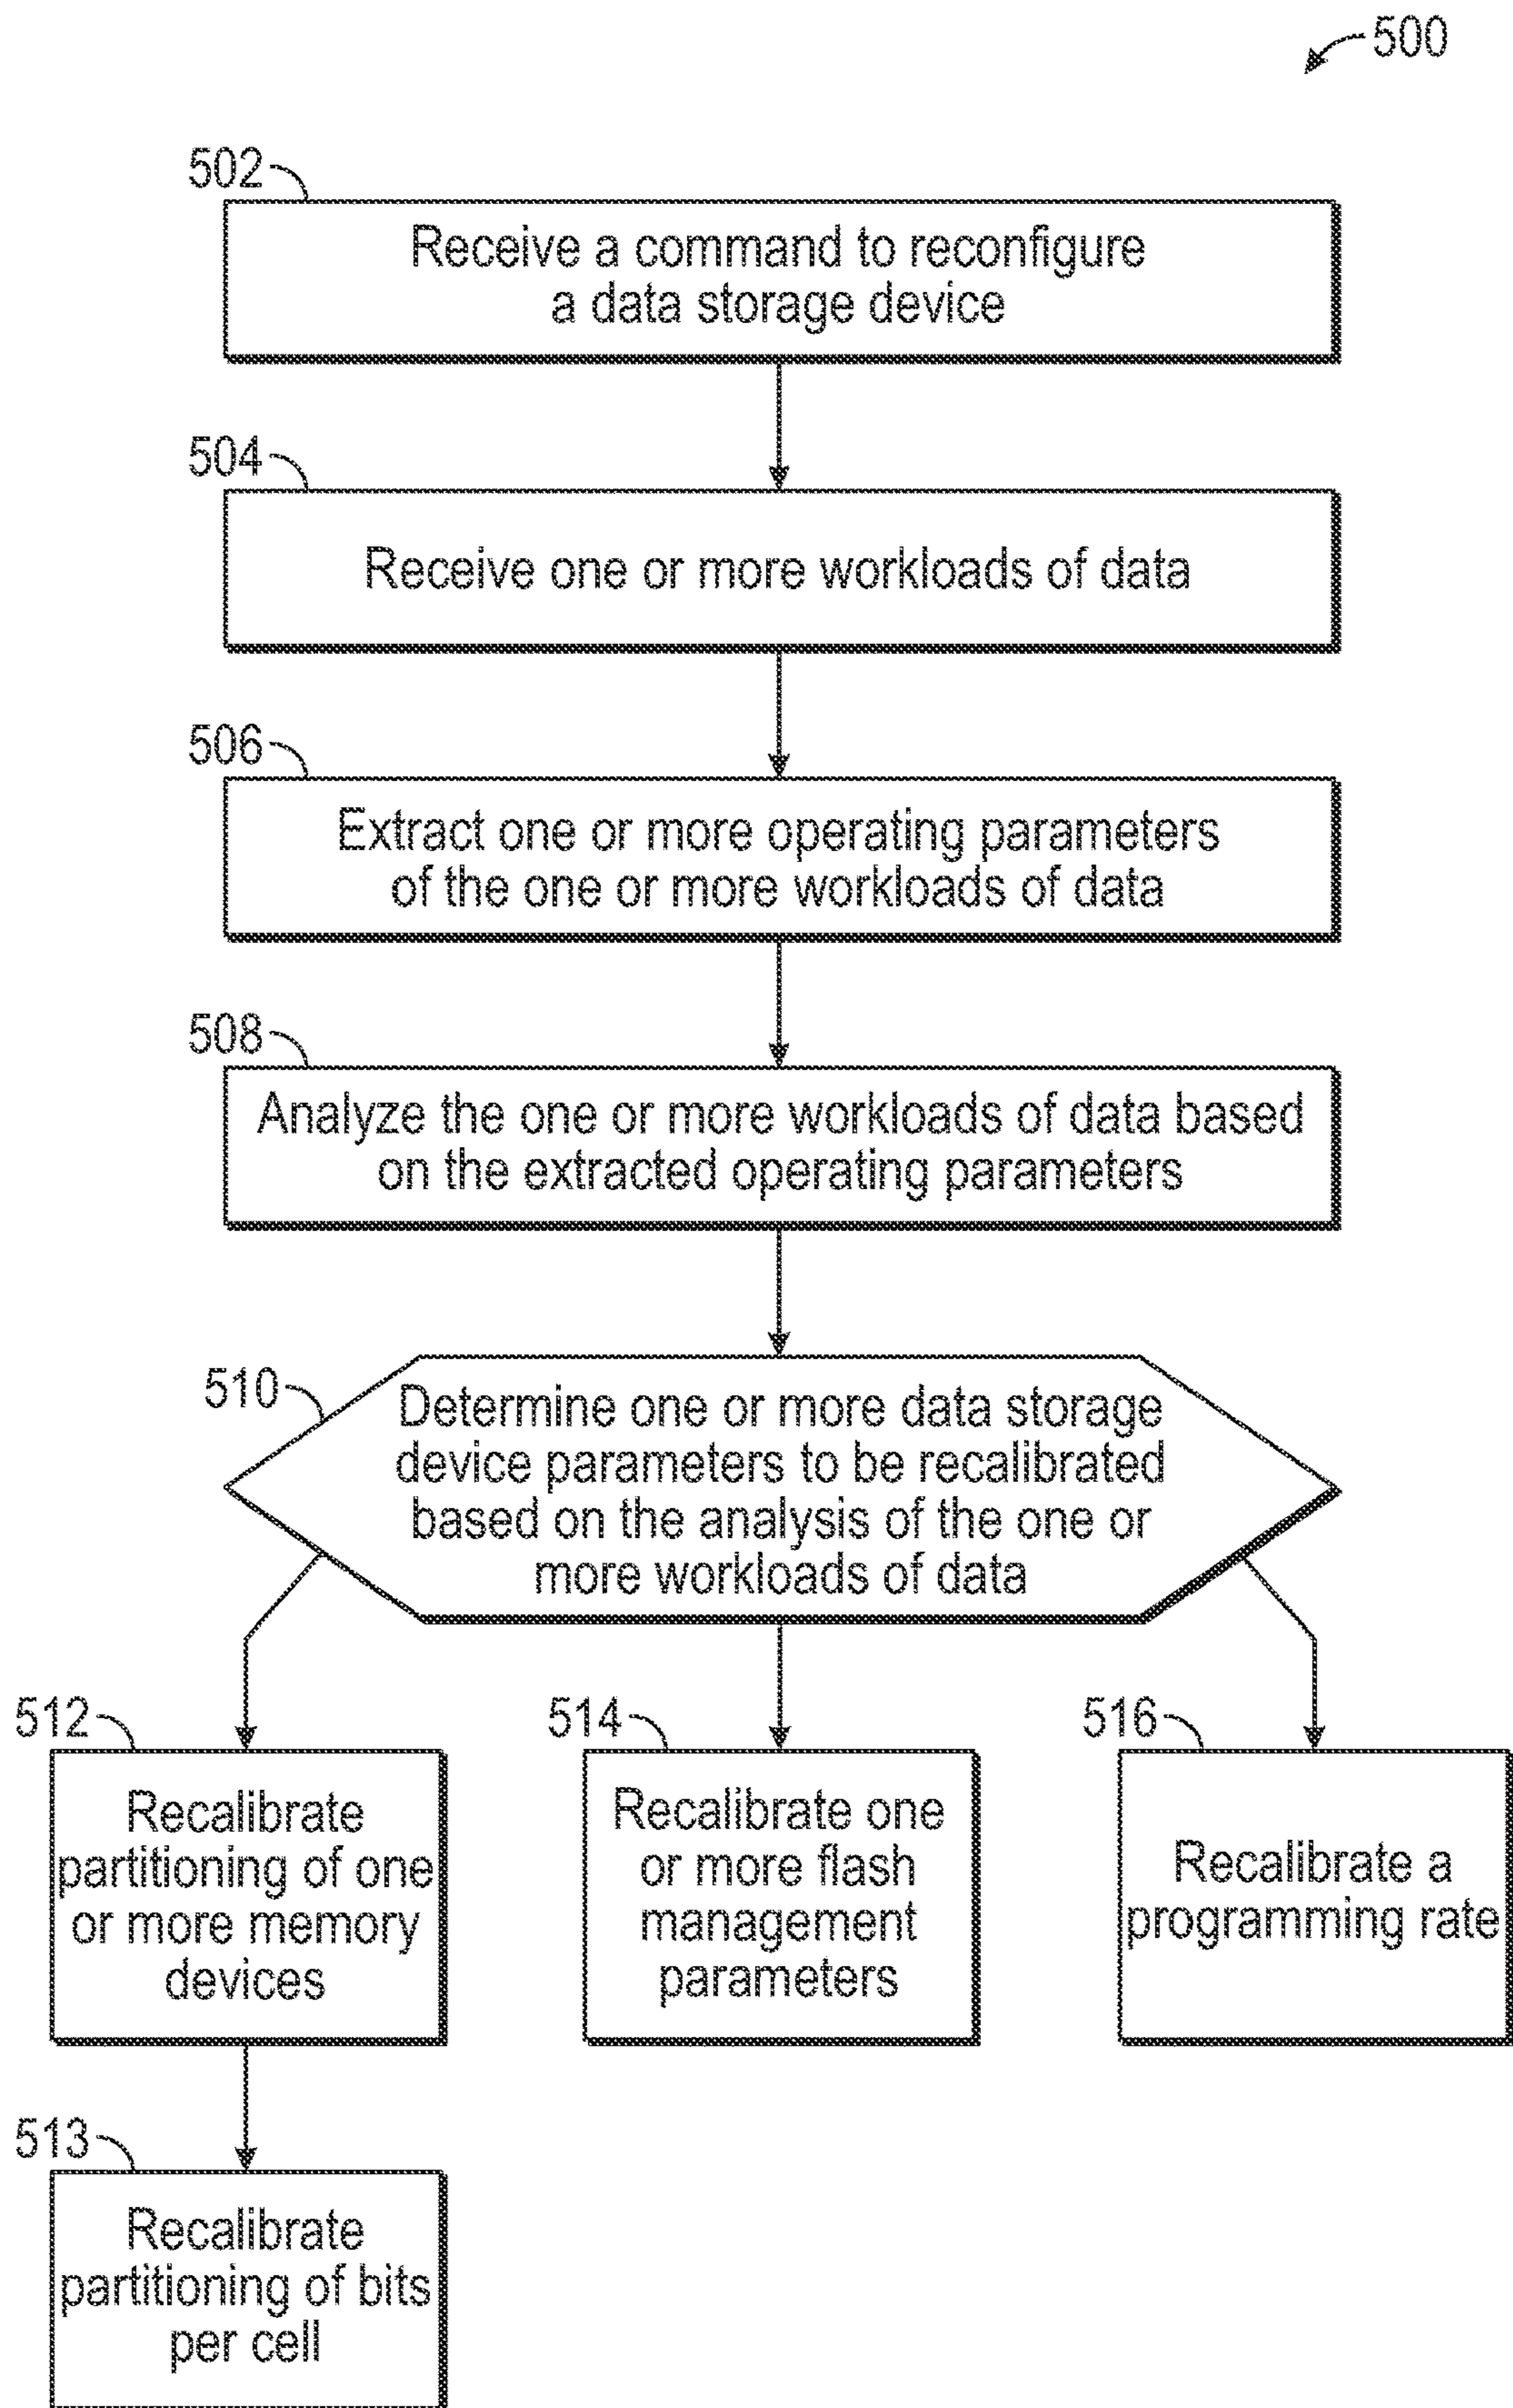 500
502
Receive a command to reconfigure
a data storage device
504
Receive one or more workloads of data
506
Extract one or more operating parameters
of the one or more workloads of data
508
Analyze the one or more workloads of data based
on the extracted operating parameters
510
Determine one or more data storage
device parameters to be recalibrated
based on the analysis of the one or
more workloads of data
512
Recalibrate
partitioning of one
or more memory
devices
514
Recalibrate one
or more flash
management
parameters
516
Recalibrate a
programming rate
513
Recalibrate
partitioning of bits
per cell